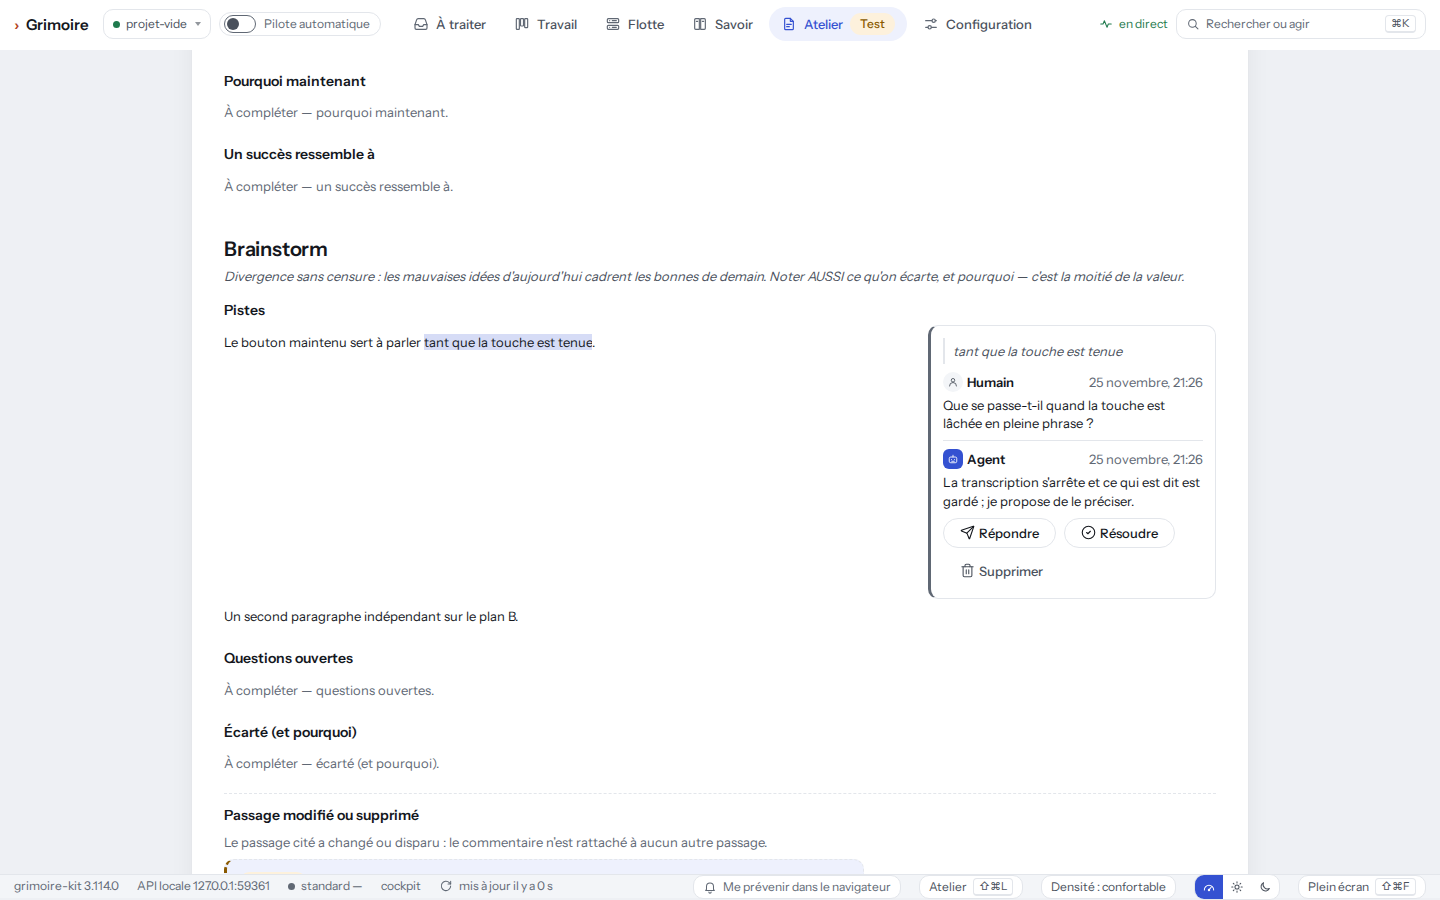 › Grimoire
projet-vide
Pilote automatique
À traiter
Travail
Flotte
Savoir
Atelier
Test
Configuration
en direct
Rechercher ou agir
⌘K
Pourquoi maintenant
À compléter — pourquoi maintenant.
Un succès ressemble à
À compléter — un succès ressemble à.
Brainstorm
Divergence sans censure : les mauvaises idées d'aujourd'hui cadrent les bonnes de demain. Noter AUSSI ce qu'on écarte, et pourquoi — c'est la moitié de la valeur.
Pistes
Le bouton maintenu sert à parler tant que la touche est tenue.
tant que la touche est tenue
Humain
25 novembre, 21:26
Que se passe-t-il quand la touche est
lâchée en pleine phrase ?
Agent
25 novembre, 21:26
La transcription s'arrête et ce qui est dit est
gardé ; je propose de le préciser.
Répondre
Résoudre
Supprimer
Un second paragraphe indépendant sur le plan B.
Questions ouvertes
À compléter — questions ouvertes.
Écarté (et pourquoi)
À compléter — écarté (et pourquoi).
Passage modifié ou supprimé
Le passage cité a changé ou disparu : le commentaire n'est rattaché à aucun autre passage.
grimoire-kit 3.114.0
API locale 127.0.0.1:59361
standard —
cockpit
mis à jour il y a 0 s
Me prévenir dans le navigateur
Atelier
⇧⌘L
Densité : confortable
Plein écran
⇧⌘F